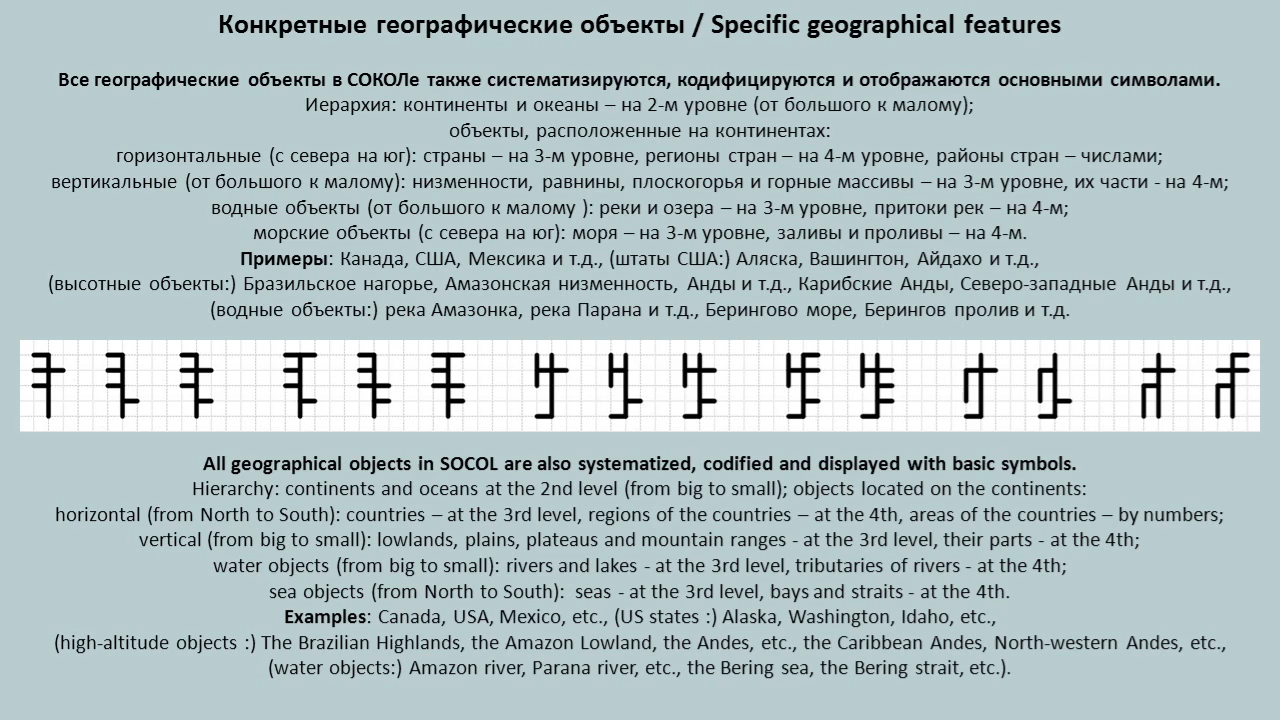 Конкретные географические объекты / Specific geographical features
Все географические объекты в СОКОЛе также систематизируются, кодифицируются и отображаются основными символами.
Иерархия: континенты и океаны – на 2-м уровне (от большого к малому);
объекты, расположенные на континентах:
горизонтальные (с севера на юг): страны – на 3-м уровне, регионы стран – на 4-м уровне, районы стран – числами;
вертикальные (от большого к малому): низменности, равнины, плоскогорья и горные массивы – на 3-м уровне, их части - на 4-м;
водные объекты (от большого к малому ): реки и озера – на 3-м уровне, притоки рек – на 4-м;
морские объекты (с севера на юг): моря – на 3-м уровне, заливы и проливы – на 4-м.
Примеры: Канада, США, Мексика и т.д., (штаты США:) Аляска, Вашингтон, Айдахо и т.д.,
(высотные объекты:) Бразильское нагорье, Амазонская низменность, Анды и т.д., Карибские Анды, Северо-западные Анды и т.д.,
(водные объекты:) река Амазонка, река Парана и т.д., Берингово море, Берингов пролив и т.д.
All geographical objects in SOCOL are also systematized, codified and displayed with basic symbols.
Hierarchy: continents and oceans at the 2nd level (from big to small); objects located on the continents:
horizontal (from North to South): countries – at the 3rd level, regions of the countries – at the 4th, areas of the countries – by numbers;
vertical (from big to small): lowlands, plains, plateaus and mountain ranges - at the 3rd level, their parts - at the 4th;
water objects (from big to small): rivers and lakes - at the 3rd level, tributaries of rivers - at the 4th;
sea objects (from North to South): seas - at the 3rd level, bays and straits - at the 4th.
Examples: Canada, USA, Mexico, etc., (US states :) Alaska, Washington, Idaho, etc.,
(high-altitude objects :) The Brazilian Highlands, the Amazon Lowland, the Andes, etc., the Caribbean Andes, North-western Andes, etc.,
(water objects:) Amazon river, Parana river, etc., the Bering sea, the Bering strait, etc.).